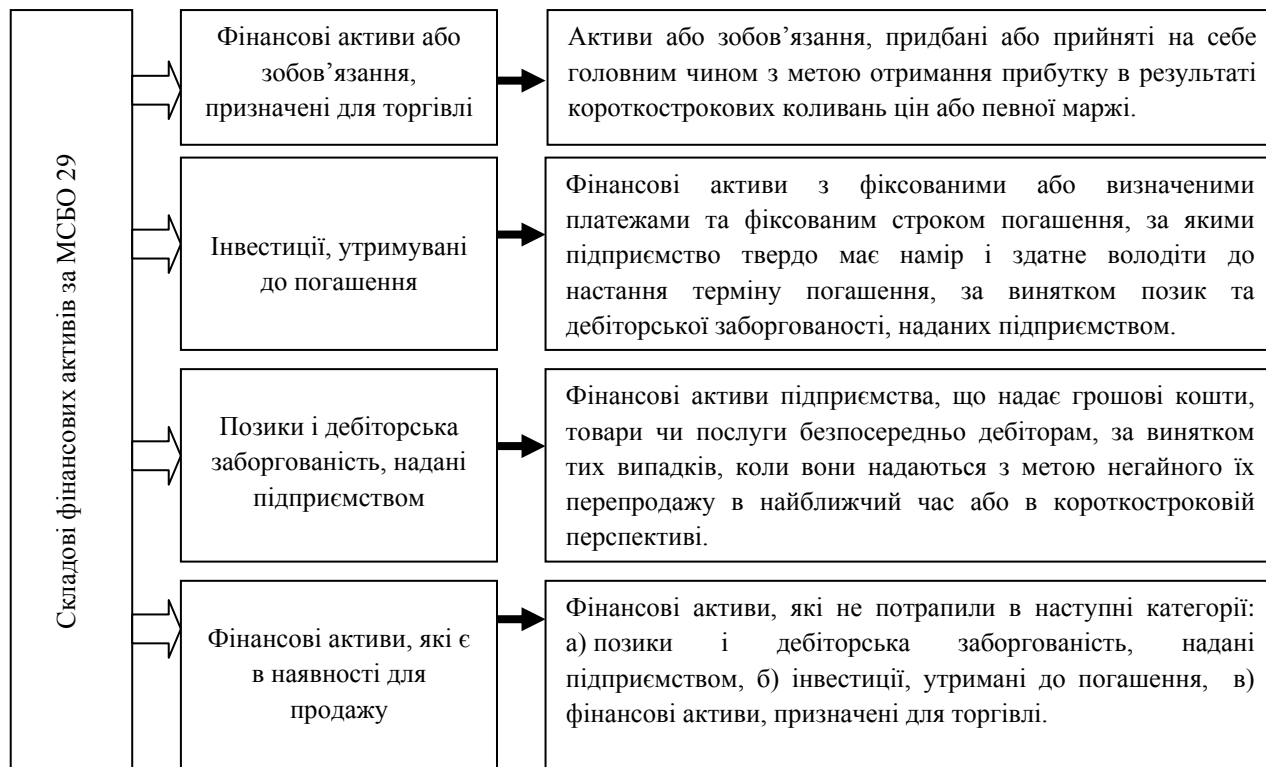 Складові фінансових активів за МСБО 29
Фінансові активи або
зобов’язання,
призначені для торгівлі
Активи або зобов’язання, придбані або прийняті на себе
головним чином з метою отримання прибутку в результаті
короткострокових коливань цін або певної маржі.
Інвестиції, утримувані
до погашення
Фінансові активи з фіксованими або визначеними
платежами та фіксованим строком погашення, за якими
підприємство твердо має намір і здатне володіти до
настання терміну погашення, за винятком позик та
дебіторської заборгованості, наданих підприємством.
Позики і дебіторська
заборгованість, надані
підприємством
Фінансові активи підприємства, що надає грошові кошти,
товари чи послуги безпосередньо дебіторам, за винятком
тих випадків, коли вони надаються з метою негайного їх
перепродажу в найближчий час або в короткостроковій
перспективі.
Фінансові активи, які є
в наявності для
продажу
Фінансові активи, які не потрапили в наступні категорії:
а) позики і дебіторська заборгованість, надані
підприємством, б) інвестиції, утримані до погашення, в)
фінансові активи, призначені для торгівлі.